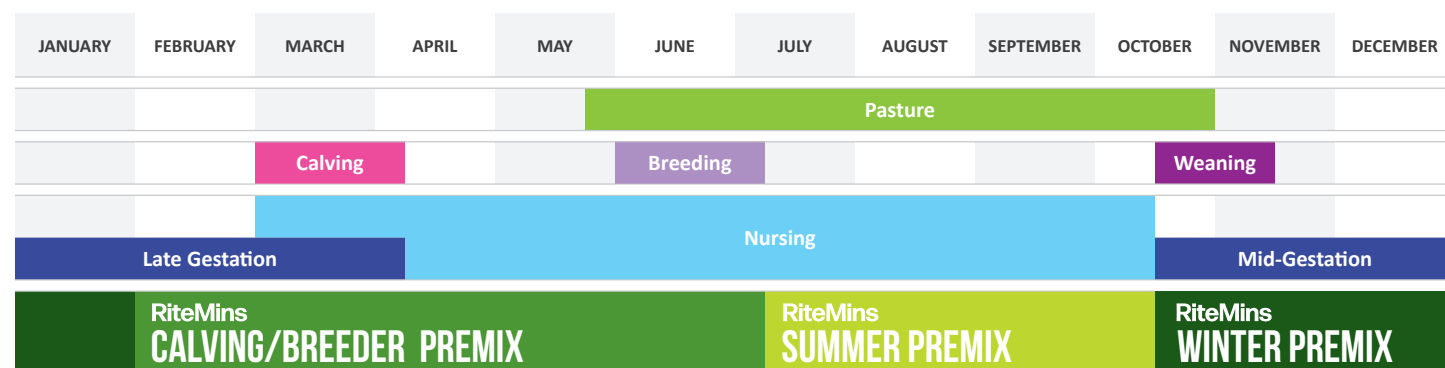 JANUARY FEBRUARY MARCH APRIL MAY JUNE JULY AUGUST SEPTEMBER OCTOBER NOVEMBER DECEMBER
Pasture
Calving Breeding Weaning
Nursing
Late Gestation Mid-Gestation
RiteMins RiteMins RiteMins
CALVING/BREEDER PREMIX SUMMER PREMIX WINTER PREMIX